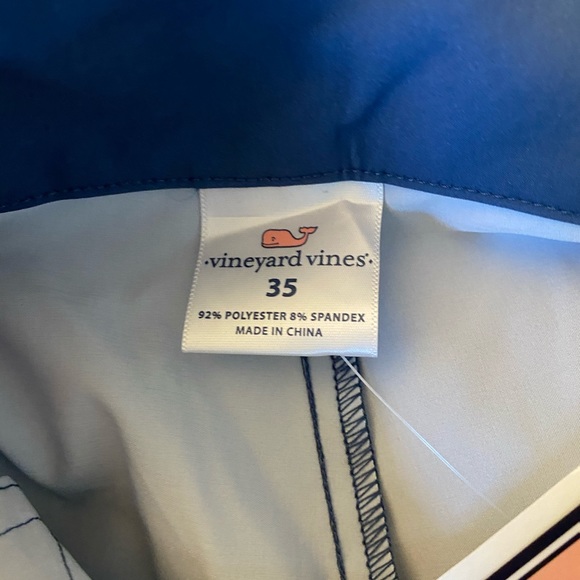 vineyard vines®
35
92% POLYESTER 8% SPANDEX
MADE IN CHINA